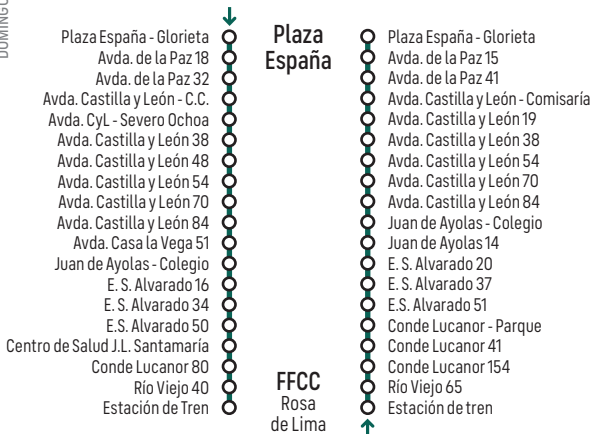 DOMINGO
Plaza España - Glorieta
Avda. de la Paz 18
Avda. de la Paz 32
Avda. Castilla y León - C.C.
Avda. CyL - Severo Ochoa
Avda. Castilla y León 38
Avda. Castilla y León 48
Avda. Castilla y León 54
Avda. Castilla y León 70
Avda. Castilla y León 84
Avda. Casa la Vega 51
Juan de Ayolas - Colegio
E. S. Alvarado 16
E. S. Alvarado 34
E.S. Alvarado 50
Centro de Salud J.L. Santamaría
Conde Lucanor 80
Río Viejo 40
Estación de Tren
Plaza
España
FFCC
Rosa
de Lima
Plaza España - Glorieta
Avda. de la Paz 15
Avda. de la Paz 41
Avda. Castilla y León - Comisaría
Avda. Castilla y León 19
Avda. Castilla y León 38
Avda. Castilla y León 54
Avda. Castilla y León 70
Avda. Castilla y León 84
Juan de Ayolas - Colegio
Juan de Ayolas 14
E. S. Alvarado 20
E. S. Alvarado 37
E.S. Alvarado 51
Conde Lucanor - Parque
Conde Lucanor 41
Conde Lucanor 154
Río Viejo 65
Estación de tren